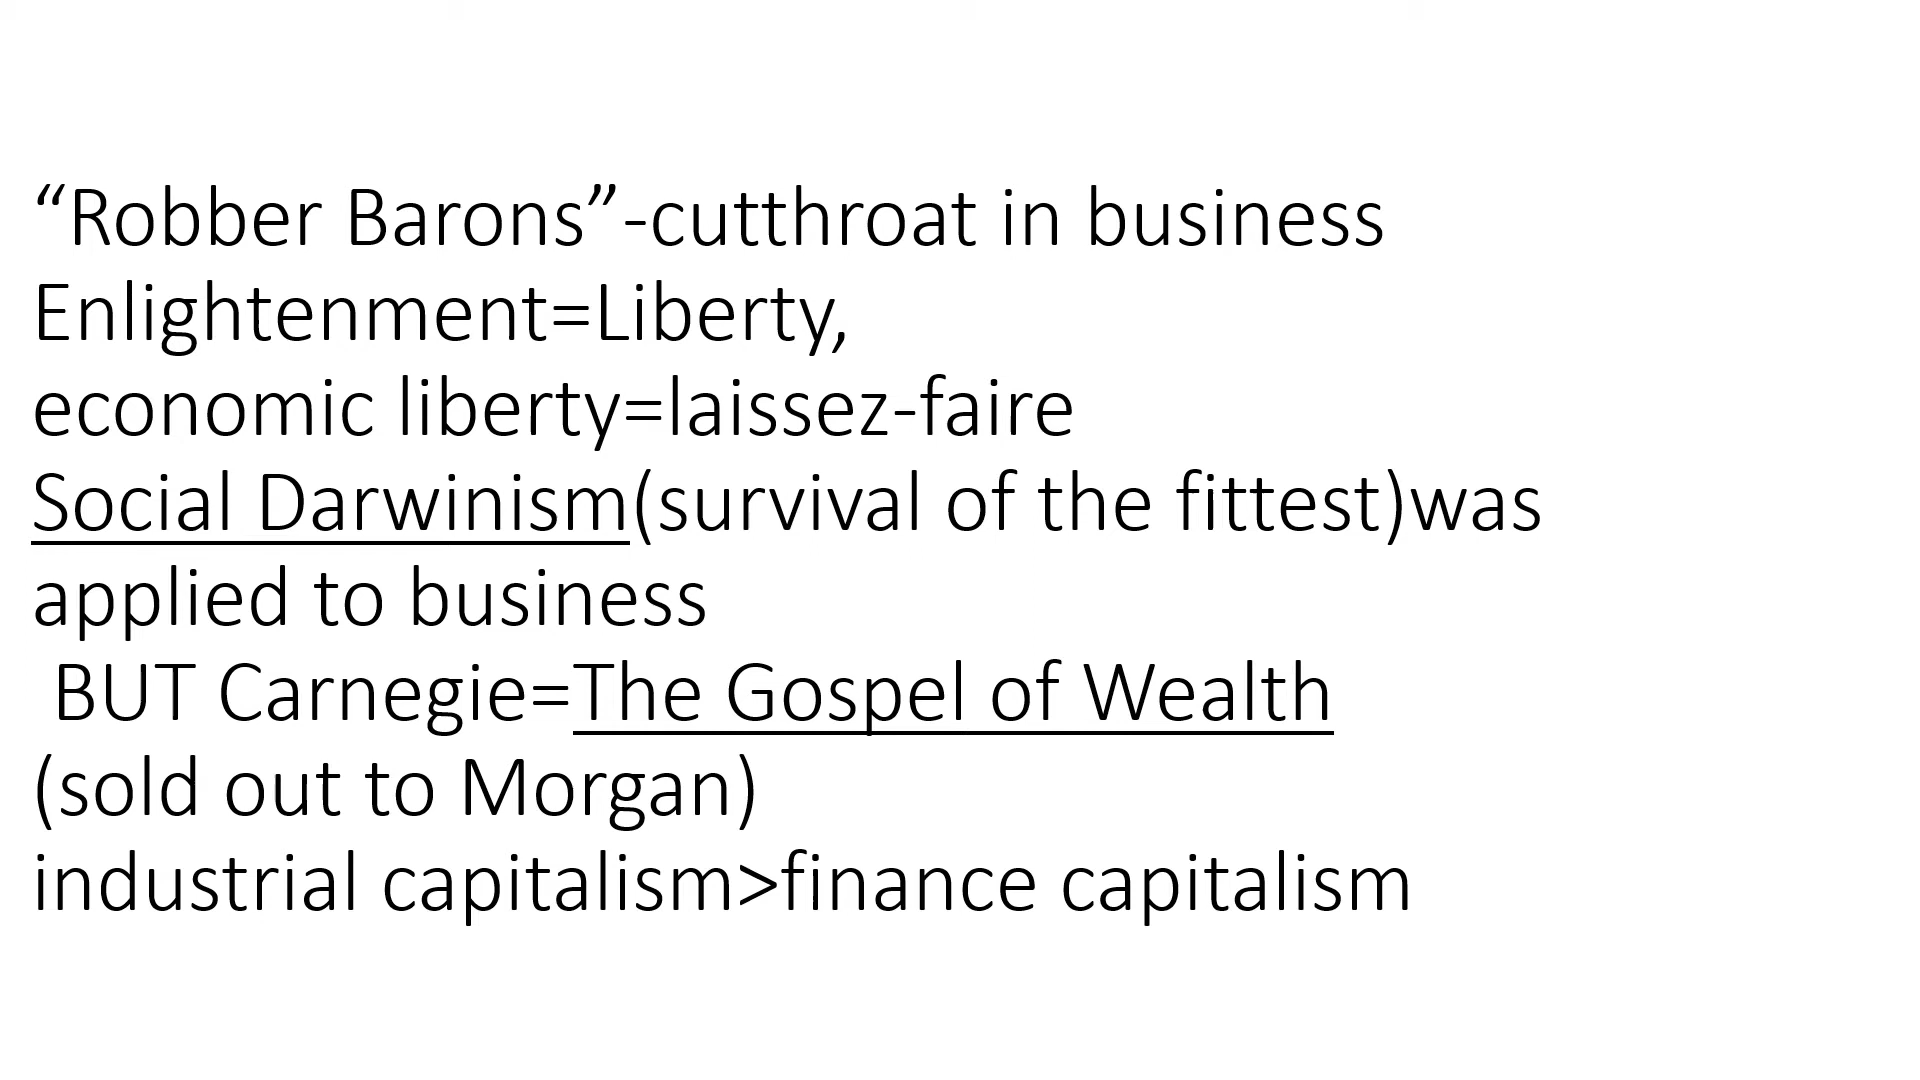 “Robber Barons”-cutthroat in business
Enlightenment=Liberty,
economic liberty=laissez-faire
Social Darwinism(survival of the fittest)was
applied to business
BUT Carnegie=The Gospel of Wealth
(sold out to Morgan)
industrial capitalism>finance capitalism